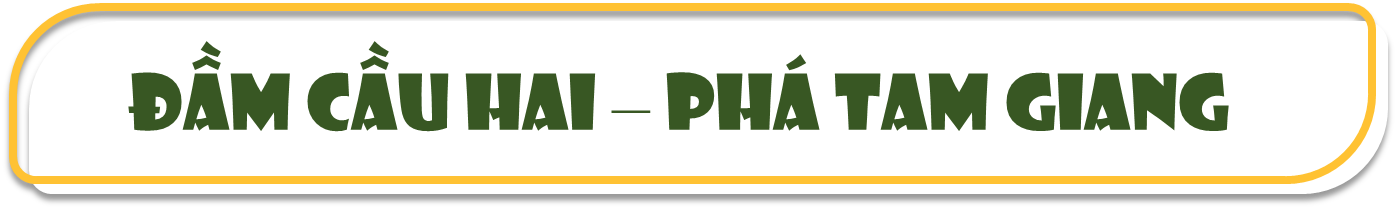 ĐẦM CẦU HAI – PHÁ TAM GIANG